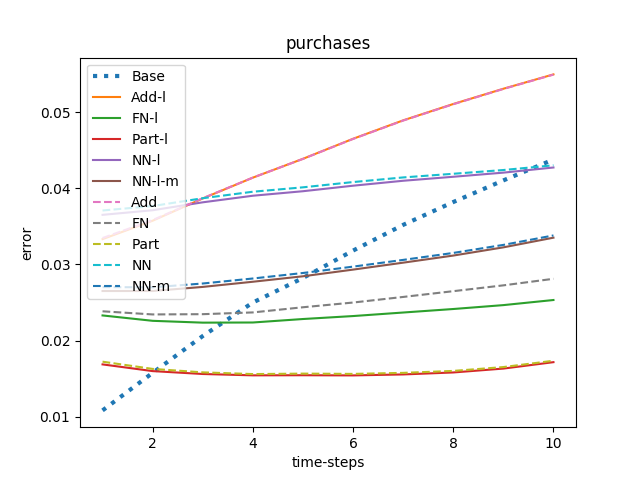 purchases
Base
Add-l
FN-l
Part-l
NN-l
NN-l-m
Add
FN
Part
NN
NN-m
0.05
0.04
0.03
0.02
0.01
error
2 4 6 8 10
time-steps